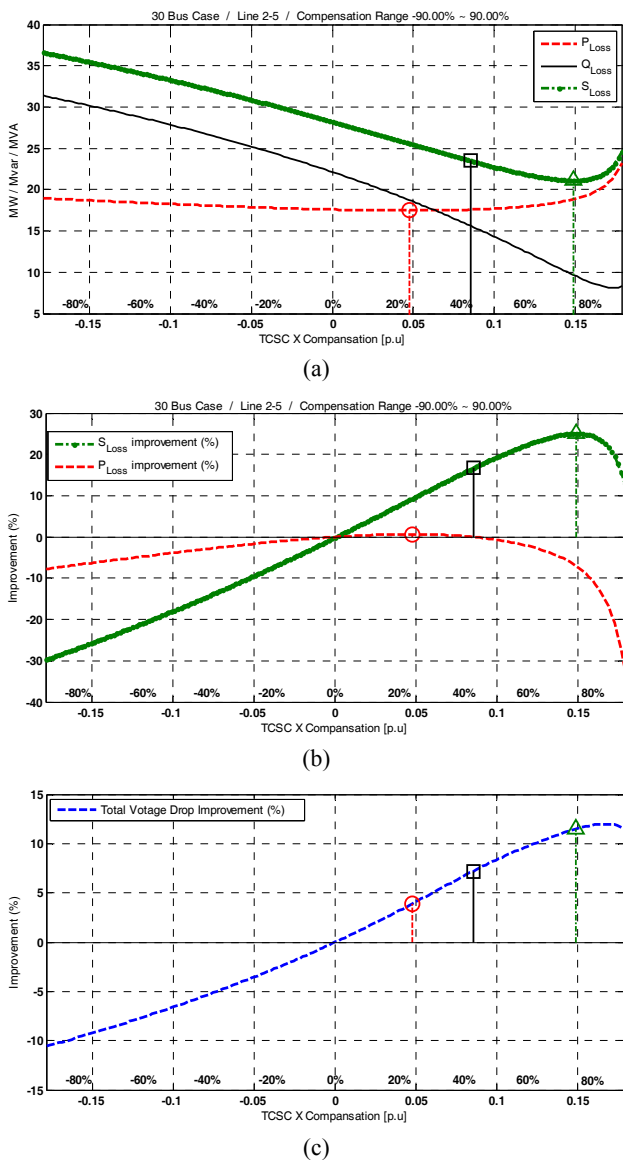 30 Bus Case / Line 2-5 / Compensation Range -90.00% ~ 90.00%
40
35
30
25
20
15
10
5
MW / Mvar / MVA
P_Loss
Q_Loss
S_Loss
-80% -60% -40% -20% 0% 20% 40% 60% 80%
-0.15 -0.1 -0.05 0 0.05 0.1 0.15
TCSC X Compansation [p.u]
(a)
30 Bus Case / Line 2-5 / Compensation Range -90.00% ~ 90.00%
30
20
10
0
-10
-20
-30
-40
Improvement (%)
S_Loss improvement (%)
P_Loss improvement (%)
-80% -60% -40% -20% 0% 20% 40% 60% 80%
-0.15 -0.1 -0.05 0 0.05 0.1 0.15
TCSC X Compansation [p.u]
(b)
15
10
5
0
-5
-10
-15
Improvement (%)
Total Votage Drop Improvement (%)
-80% -60% -40% -20% 0% 20% 40% 60% 80%
-0.15 -0.1 -0.05 0 0.05 0.1 0.15
TCSC X Compansation [p.u]
(c)